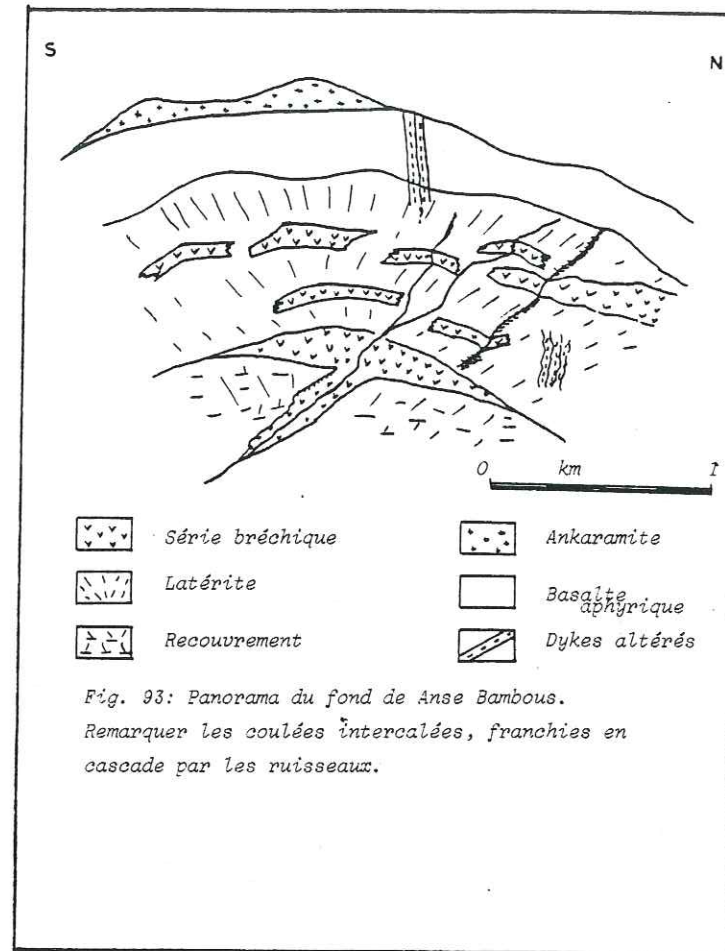 S
N
0 km 1
Série bréchique
Ankaramite
Latérite
Basalte
aphyrique
Recouvrement
Dykes altérés
Fig. 93: Panorama du fond de Anse Bambous.
Remarquer les coulées intercalées, franchies en
cascade par les ruisseaux.